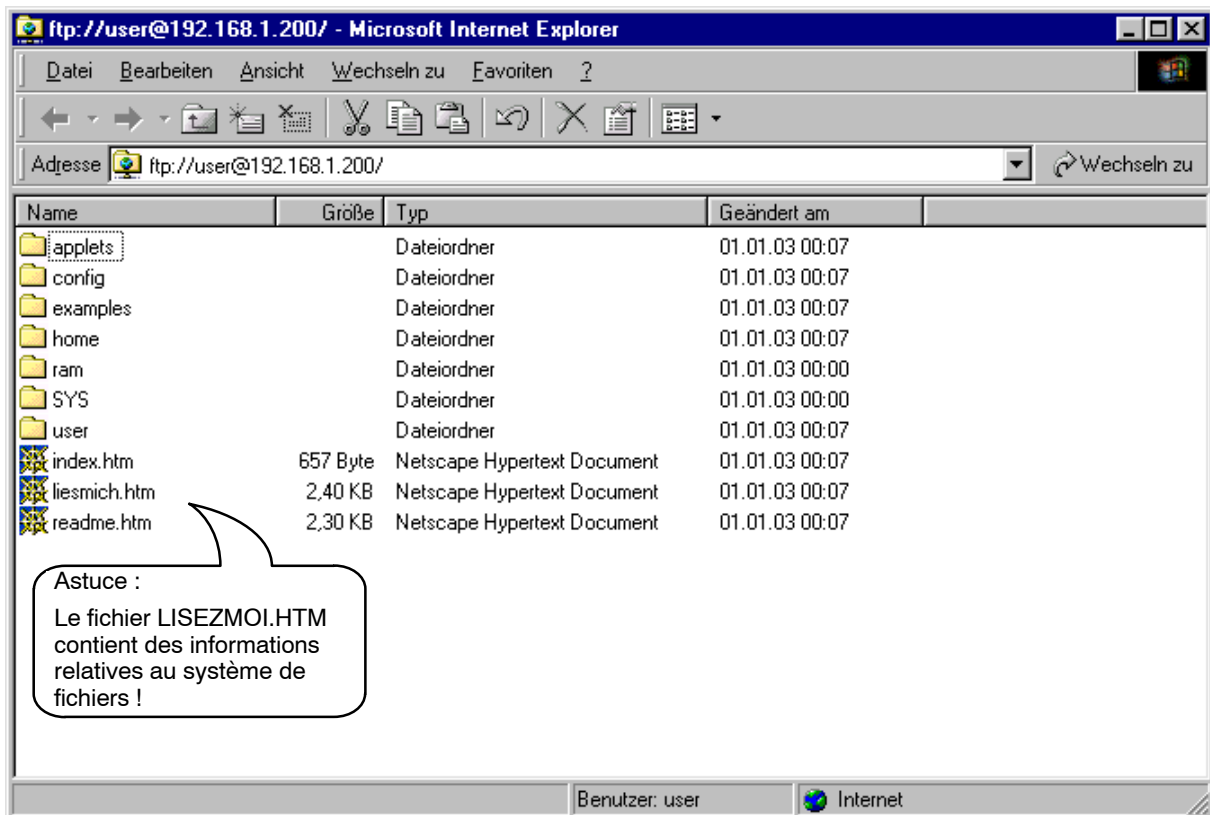 ftp://user@192.168.1.200/ - Microsoft Internet Explorer
Datei Bearbeiten Ansicht Wechseln zu Favoriten ?
Adresse ftp://user@192.168.1.200/ Wechseln zu
Name Größe Typ Geändert am
applets Dateiordner 01.01.03 00:07
config Dateiordner 01.01.03 00:07
examples Dateiordner 01.01.03 00:07
home Dateiordner 01.01.03 00:07
ram Dateiordner 01.01.03 00:00
SYS Dateiordner 01.01.03 00:00
user Dateiordner 01.01.03 00:07
index.htm 657 Byte Netscape Hypertext Document 01.01.03 00:07
liesmich.htm 2,40 KB Netscape Hypertext Document 01.01.03 00:07
readme.htm 2,30 KB Netscape Hypertext Document 01.01.03 00:07
Astuce :
Le fichier LISEZMOI.HTM
contient des informations
relatives au système de
fichiers !
Benutzer: user Internet